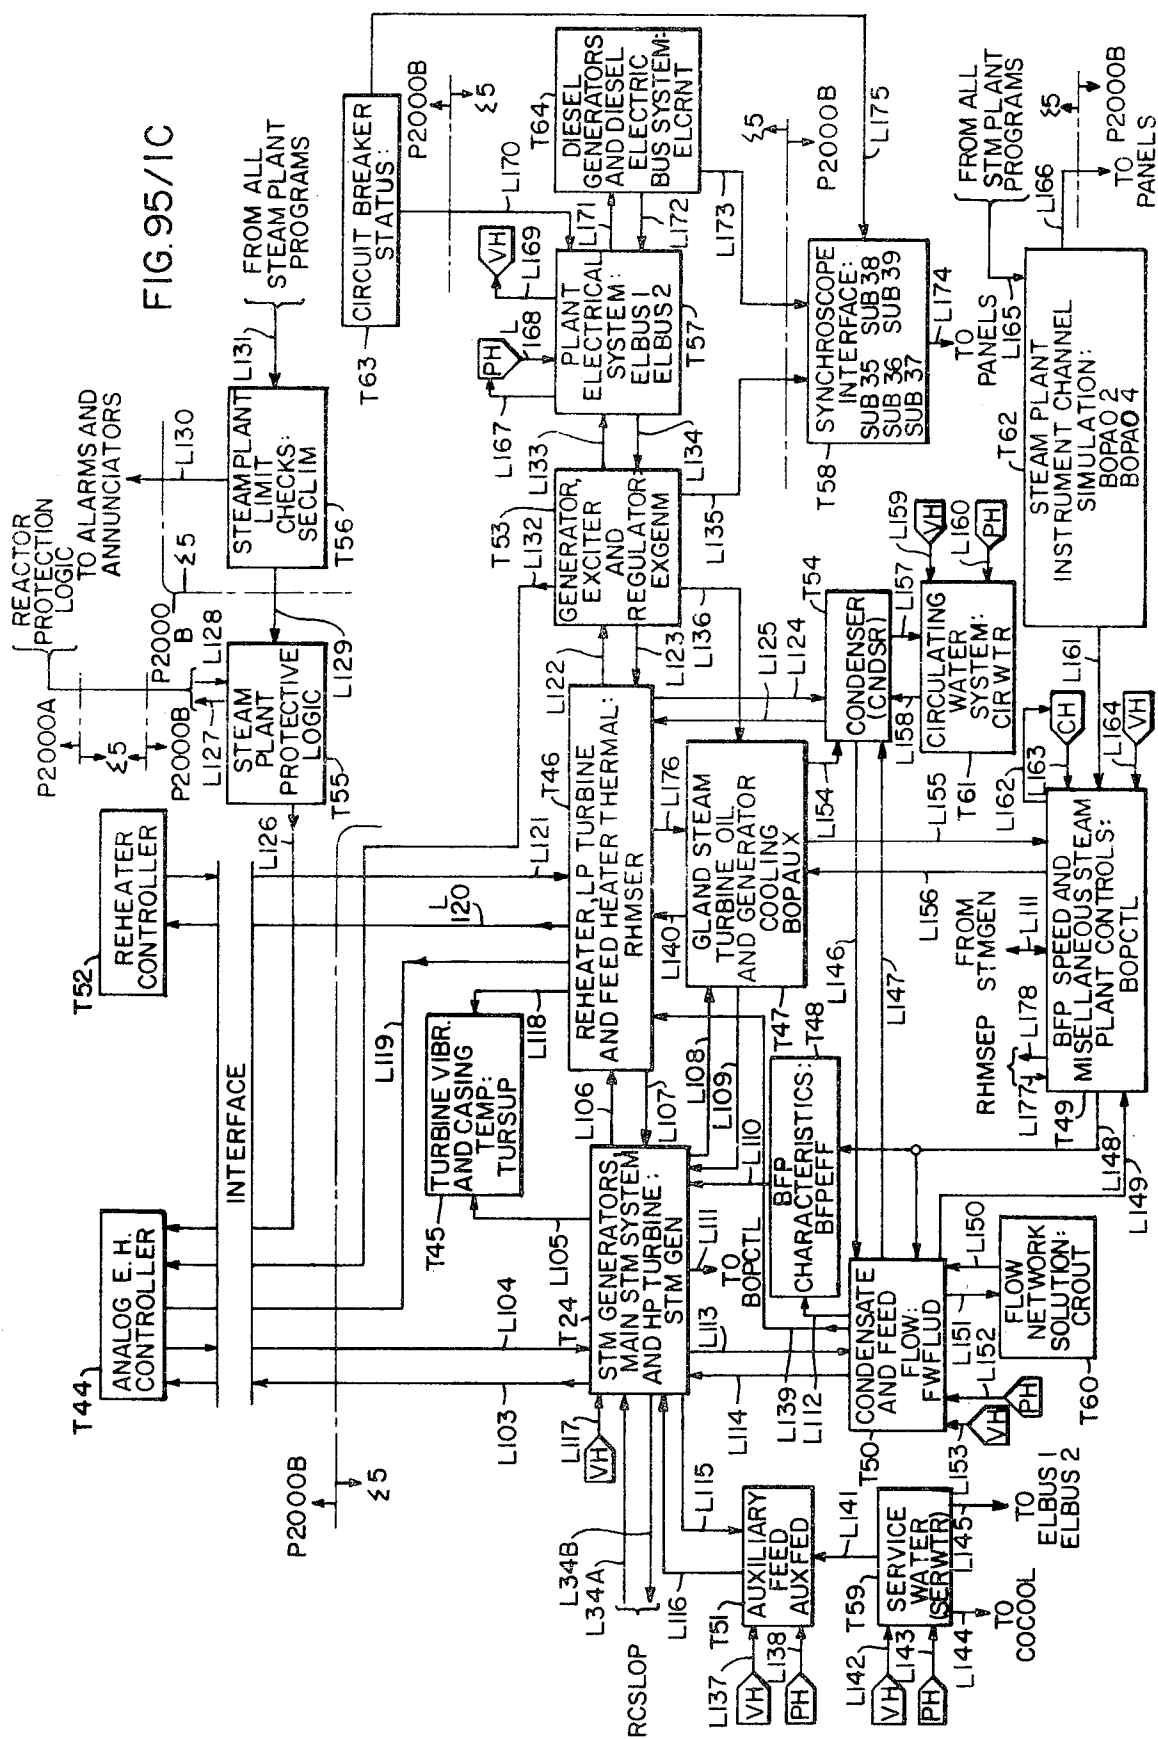 FIG. 95/1C
T44
ANALOG E.H.
CONTROLLER
T52
REHEATER
CONTROLLER
INTERFACE
P2000A
Σ5
P2000B
REACTOR
PROTECTION
LOGIC
TO ALARMS AND
ANNUNCIATORS
L130
P2000
B
Σ5
L128
L127
STEAM
PLANT
PROTECTIVE
LOGIC
T55
L129
STEAM PLANT
LIMIT
CHECKS:
SECLIM
T56
L131
FROM ALL
STEAM PLANT
PROGRAMS
T63
CIRCUIT BREAKER
STATUS:
P2000B
Σ5
L170
P2000B
Σ5
L103
L104
L119
L126
L120
L121
T45
TURBINE VIBR.
AND CASING
TEMP:
TURSUP
L105
L118
L117
VH
T24
STM GENERATORS,
MAIN STM SYSTEM
AND HP TURBINE:
STM GEN
L106
L107
T46
REHEATER, LP TURBINE
AND FEED HEATER THERMAL:
RHMSER
L122
L123
T53
L132
GENERATOR,
EXCITER
AND
REGULATOR:
EXGENM
L133
L134
L135
L136
L167
PH
L168
VH
L169
PLANT
ELECTRICAL
SYSTEM:
ELBUS 1
ELBUS 2
T57
L171
L172
T64
DIESEL
GENERATORS
AND DIESEL
ELECTRIC
BUS SYSTEM:
ELCRNT
L173
L175
Σ5
P2000B
RCSLOP
L34A
L34B
L116
L115
L114
L113
L111
TO
BOPCTL
L110
L109
L108
L140
L176
GLAND STEAM
TURBINE OIL
AND GENERATOR
COOLING
BOPAUX
T47
L125
L124
L154
T54
CONDENSER
(CNDSR)
L157
L158
L159
VH
L160
PH
CIRCULATING
WATER
SYSTEM:
CIRWTR
T61
T58
SYNCHROSCOPE
INTERFACE:
SUB 35 SUB 38
SUB 36 SUB 39
SUB 37
L174
TO
PANELS
L137
VH
L138
PH
T51
AUXILIARY
FEED
AUXFED
L141
L142
VH
L143
PH
T59
SERVICE
WATER
(SERWTR)
L144
TO
COCOOL
L145
TO
ELBUS 1
ELBUS 2
L139
L112
BFP
CHARACTERISTICS:
BFPEFF
T48
L146
L147
T50
CONDENSATE
AND FEED
FLOW:
FWFLUD
L153
VH
L152
PH
L151
L150
FLOW
NETWORK
SOLUTION:
CROUT
T60
L149
L148
T49
L155
L156
FROM
RHMSEP STMGEN
L177
L178
L111
BFP SPEED AND
MISELLANEOUS STEAM
PLANT CONTROLS:
BOPCTL
L162
L163
CH
L161
L164
VH
T62
STEAM PLANT
INSTRUMENT CHANNEL
SIMULATION:
BOPAO 2
BOPAO 4
L165
FROM ALL
STM PLANT
PROGRAMS
L166
Σ5
P2000B
TO
PANELS